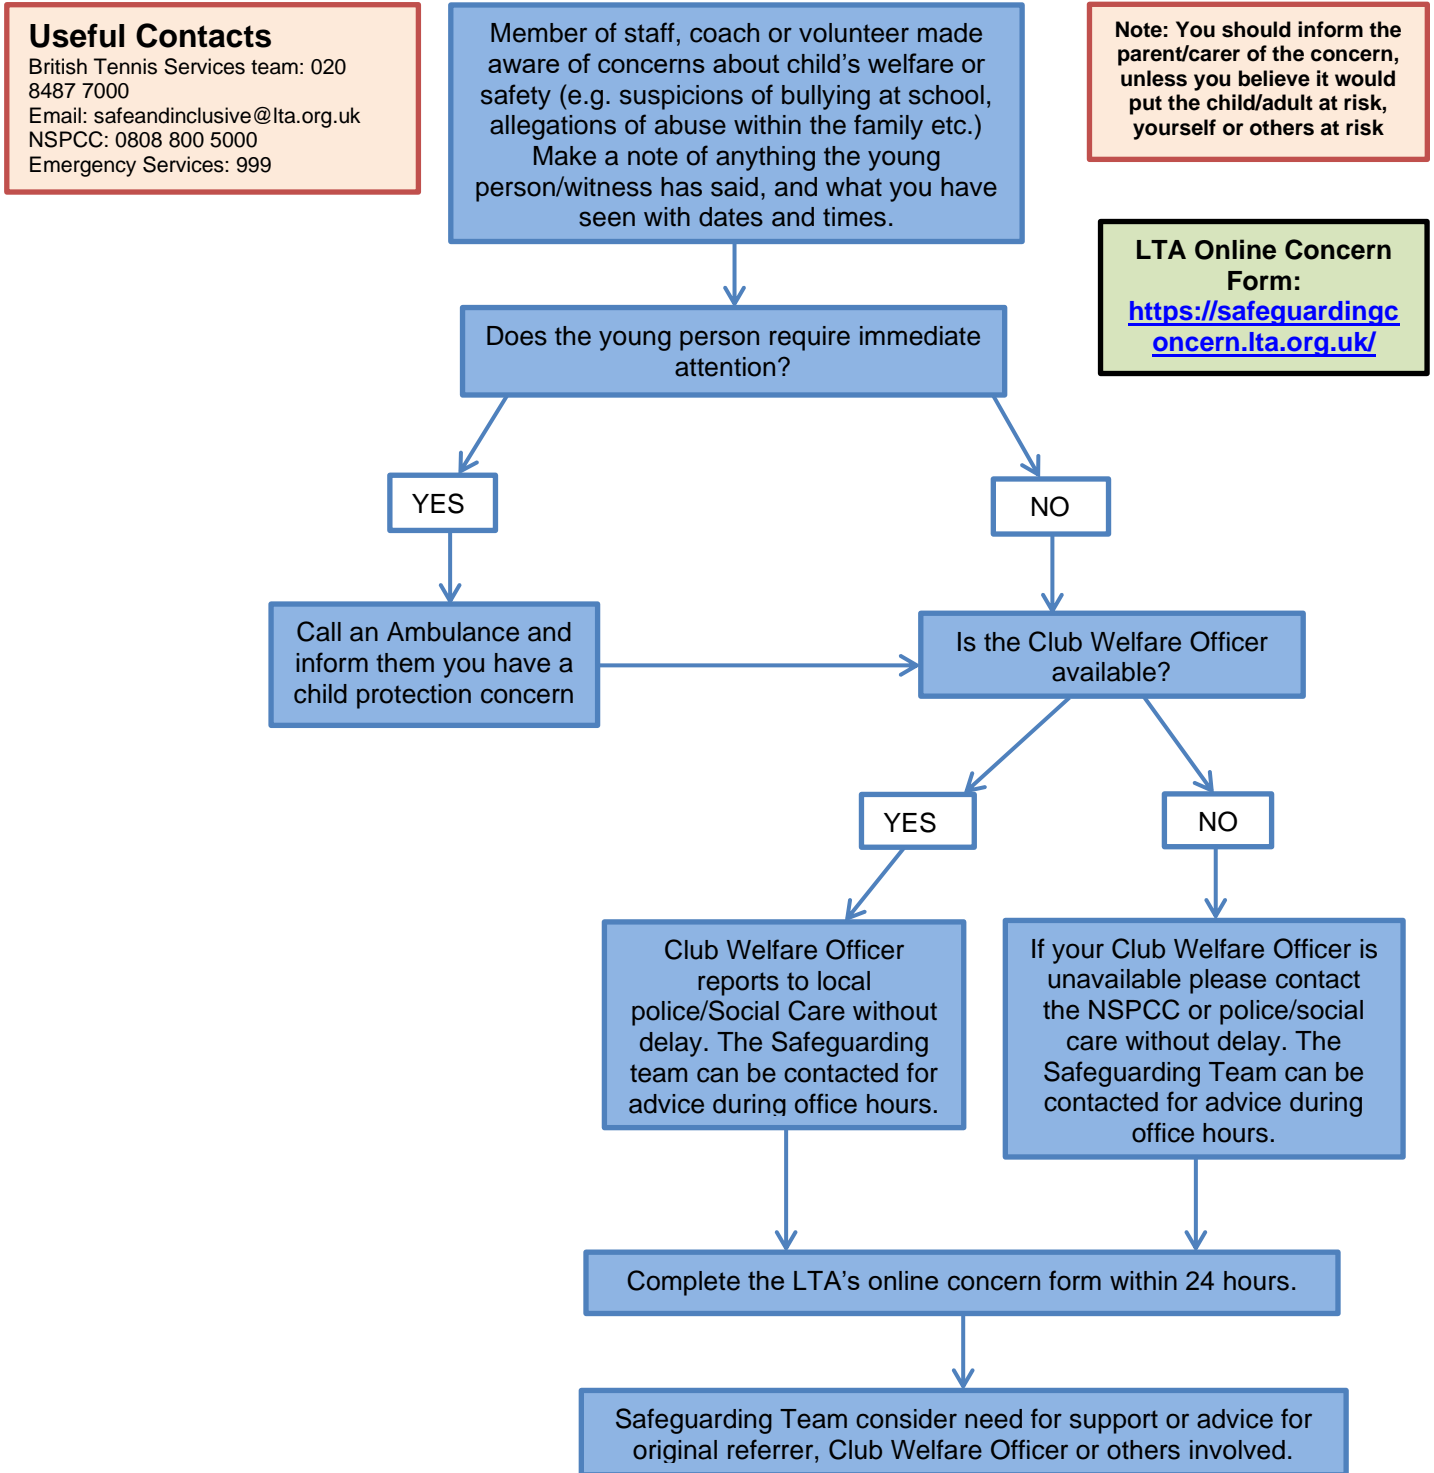 Useful Contacts
British Tennis Services team: 020
8487 7000
Email: safeandinclusive@lta.org.uk
NSPCC: 0808 800 5000
Emergency Services: 999
Member of staff, coach or volunteer made
aware of concerns about child’s welfare or
safety (e.g. suspicions of bullying at school,
allegations of abuse within the family etc.)
Make a note of anything the young
person/witness has said, and what you have
seen with dates and times.
Note: You should inform the
parent/carer of the concern,
unless you believe it would
put the child/adult at risk,
yourself or others at risk
LTA Online Concern
Form:
https://safeguardingc
oncern.lta.org.uk/
Does the young person require immediate
attention?
YES
NO
Call an Ambulance and
inform them you have a
child protection concern
Is the Club Welfare Officer
available?
YES
NO
Club Welfare Officer
reports to local
police/Social Care without
delay. The Safeguarding
team can be contacted for
advice during office hours.
If your Club Welfare Officer is
unavailable please contact
the NSPCC or police/social
care without delay. The
Safeguarding Team can be
contacted for advice during
office hours.
Complete the LTA’s online concern form within 24 hours.
Safeguarding Team consider need for support or advice for
original referrer, Club Welfare Officer or others involved.